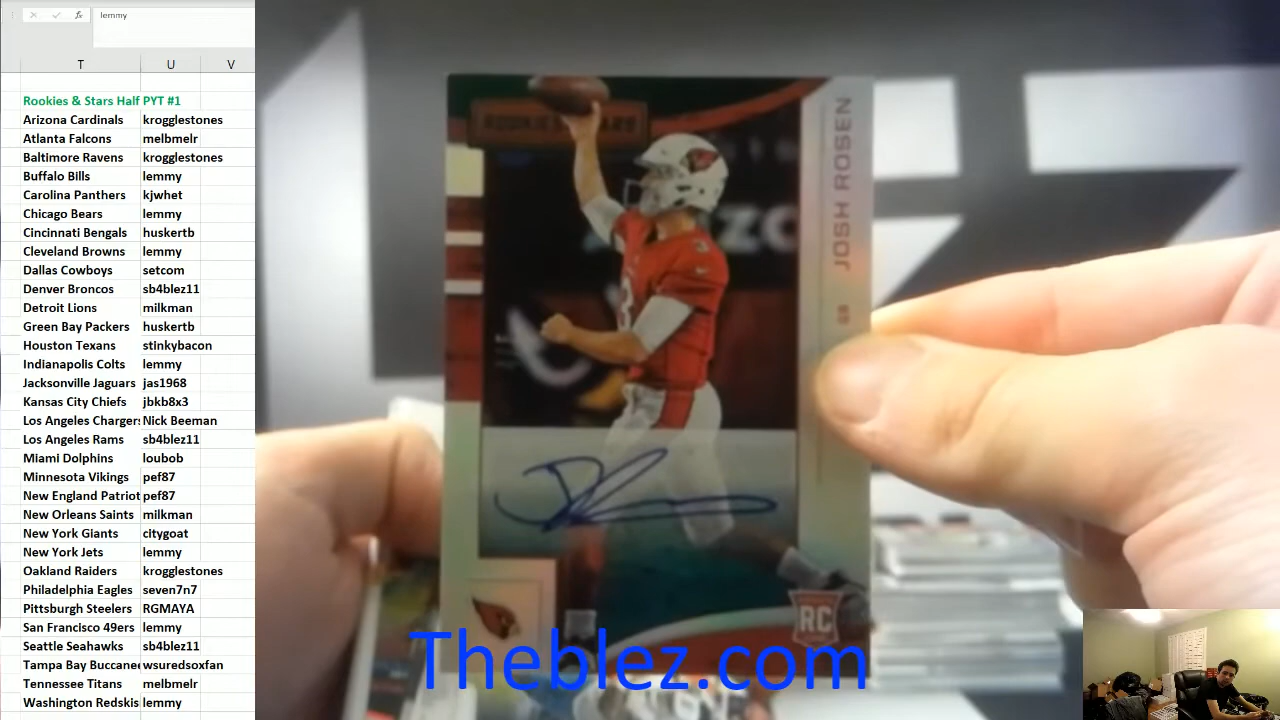 lemmy
T U V
Rookies & Stars Half PYT #1
Arizona Cardinals krogglestones
Atlanta Falcons melbmelr
Baltimore Ravens krogglestones
Buffalo Bills lemmy
Carolina Panthers kjwhet
Chicago Bears lemmy
Cincinnati Bengals huskertb
Cleveland Browns lemmy
Dallas Cowboys setcom
Denver Broncos sb4blez11
Detroit Lions milkman
Green Bay Packers huskertb
Houston Texans stinkybacon
Indianapolis Colts lemmy
Jacksonville Jaguars jas1968
Kansas City Chiefs jbkb8x3
Los Angeles Chargers Nick Beeman
Los Angeles Rams sb4blez11
Miami Dolphins loubob
Minnesota Vikings pef87
New England Patriot pef87
New Orleans Saints milkman
New York Giants citygoat
New York Jets lemmy
Oakland Raiders krogglestones
Philadelphia Eagles seven7n7
Pittsburgh Steelers RGMAYA
San Francisco 49ers lemmy
Seattle Seahawks sb4blez11
Tampa Bay Buccanee wsuredsoxfan
Tennessee Titans melbmelr
Washington Redskis lemmy
JOSH ROSEN
QB
3
RC
Theblez.com